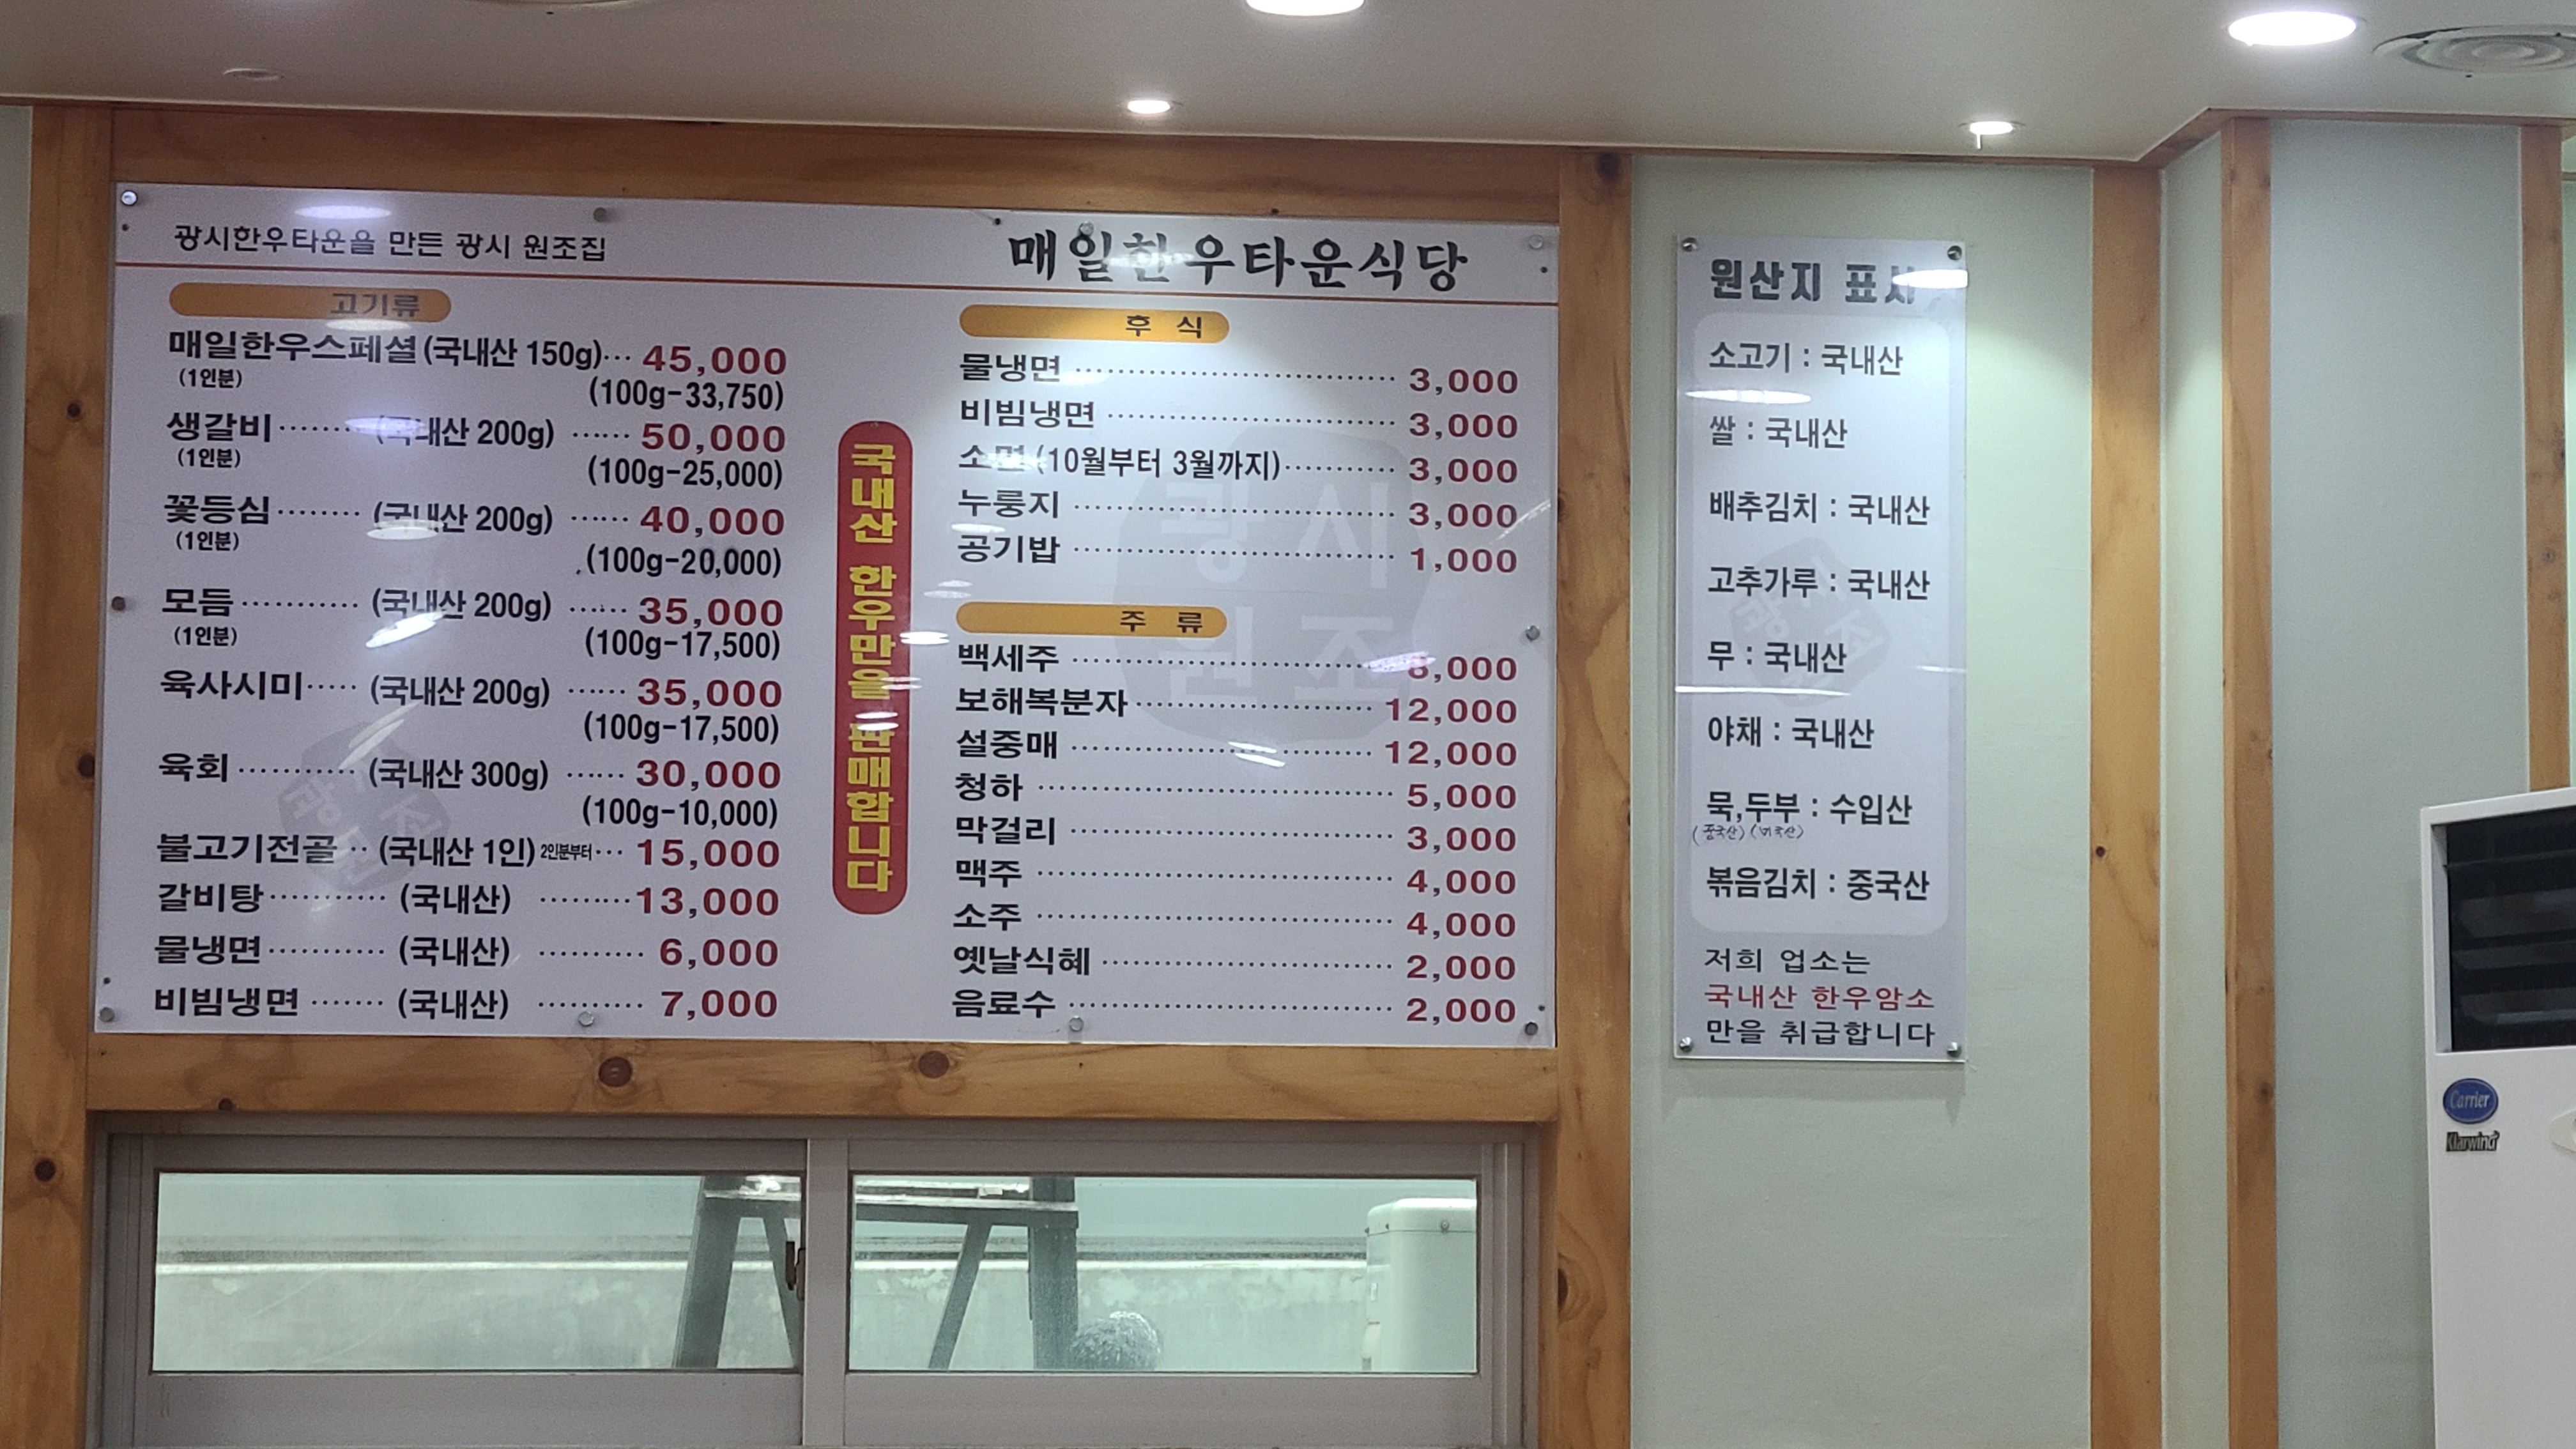 광시한우타운을 만든 광시 원조집
매일한우타운식당
고기류
매일한우스페셜 (국내산 150g)··· 45,000
(1인분)
(100g-33,750)
생갈비······· (국내산 200g) ······ 50,000
(1인분)
(100g-25,000)
꽃등심········ (국내산 200g) ······ 40,000
(1인분)
(100g-20,000)
모듬··········· (국내산 200g) ······ 35,000
(1인분)
(100g-17,500)
육사시미····· (국내산 200g) ······ 35,000
(100g-17,500)
육회··········· (국내산 300g) ······ 30,000
(100g-10,000)
불고기전골 ·· (국내산 1인) 2인분부터··· 15,000
갈비탕··········· (국내산) ·········13,000
물냉면··········· (국내산) ·········· 6,000
비빔냉면 ······· (국내산) ·········· 7,000
국내산 한우만을 판매합니다
후 식
물냉면 ································ 3,000
비빔냉면 ····························· 3,000
소면 (10월부터 3월까지)··········· 3,000
누룽지 ································ 3,000
공기밥 ································ 1,000
주 류
백세주 ································ 8,000
보해복분자························ 12,000
설중매 ······························ 12,000
청하 ··································· 5,000
막걸리 ································ 3,000
맥주 ··································· 4,000
소주 ··································· 4,000
옛날식혜 ····························· 2,000
음료수 ································ 2,000
광시
원조
원산지 표시
소고기 : 국내산
쌀 : 국내산
배추김치 : 국내산
고추가루 : 국내산
무 : 국내산
야채 : 국내산
묵,두부 : 수입산
(중국산) (미국산)
볶음김치 : 중국산
저희 업소는
국내산 한우암소
만을 취급합니다
Carrier
Klarwind